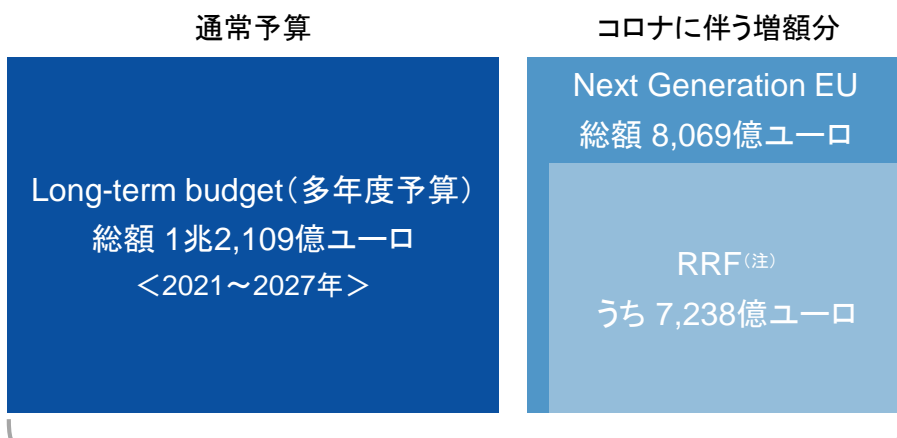 通常予算
コロナに伴う増額分
Long-term budget（多年度予算）
総額 1兆2,109億ユーロ
＜2021～2027年＞
Next Generation EU
総額 8,069億ユーロ
RRF（注）
うち 7,238億ユーロ